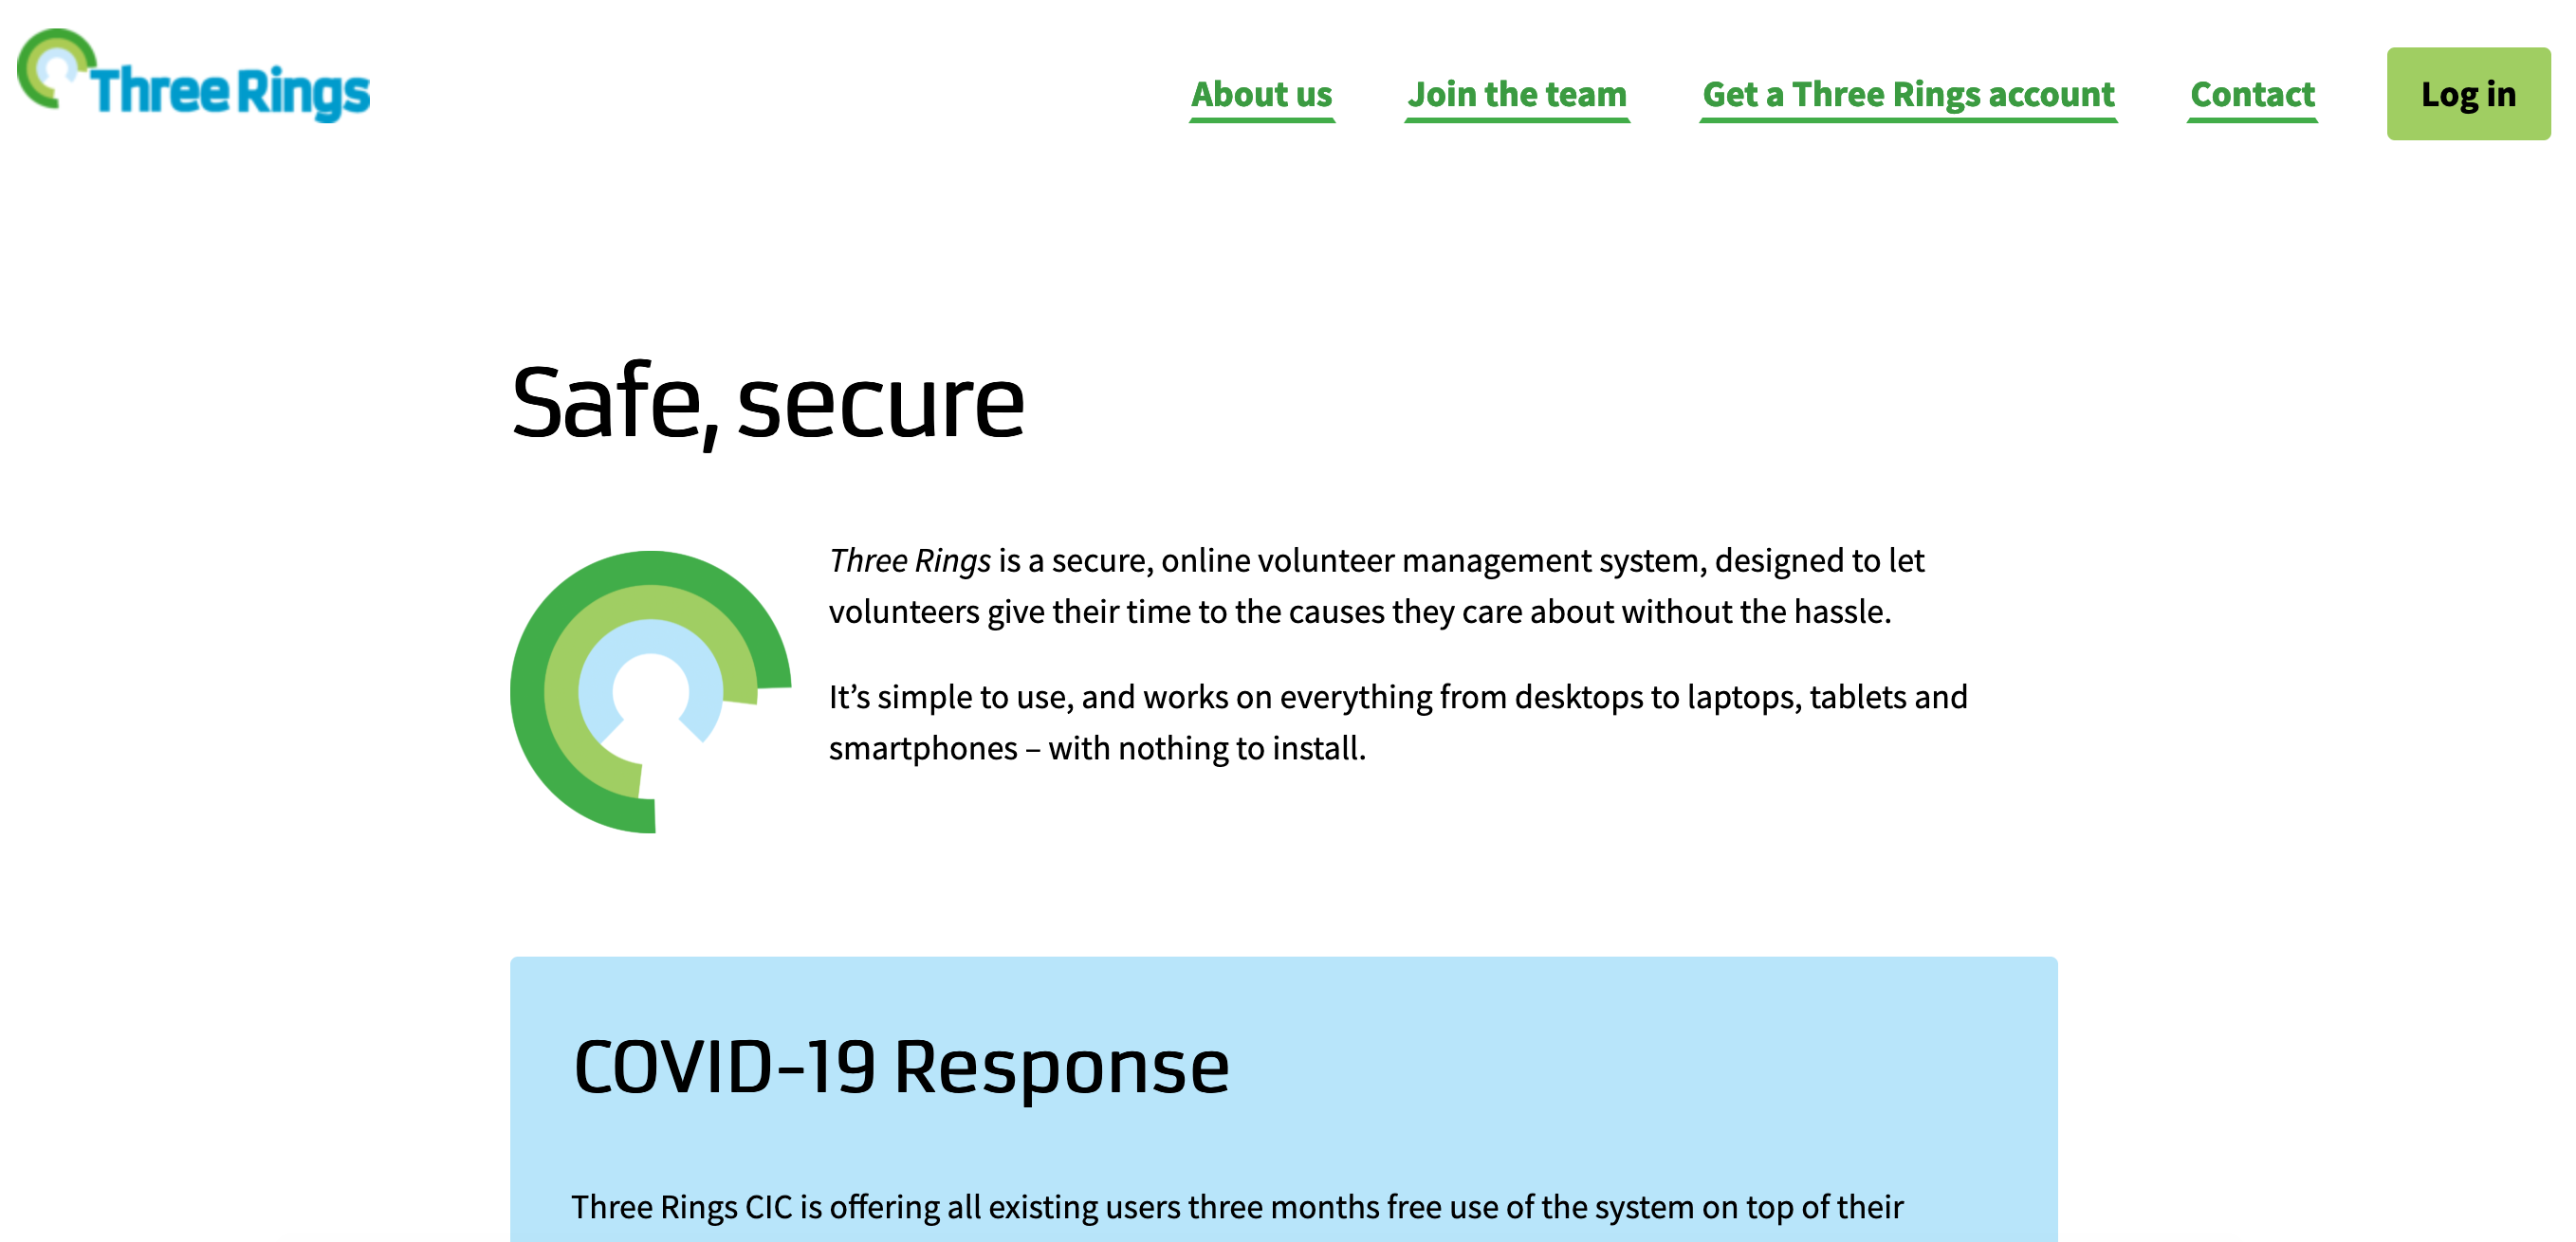 Three Rings
About us
Join the team
Get a Three Rings account
Contact
Log in
Safe, secure
Three Rings is a secure, online volunteer management system, designed to let
volunteers give their time to the causes they care about without the hassle.
It’s simple to use, and works on everything from desktops to laptops, tablets and
smartphones – with nothing to install.
COVID-19 Response
Three Rings CIC is offering all existing users three months free use of the system on top of their